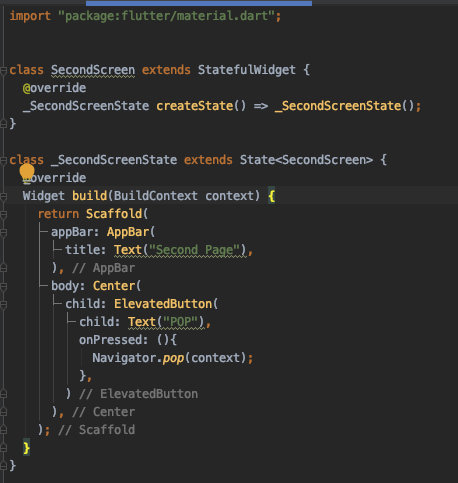 import "package:flutter/material.dart";
class SecondScreen extends StatefulWidget {
@override
_SecondScreenState createState() => _SecondScreenState();
}
class _SecondScreenState extends State<SecondScreen> {
@override
Widget build(BuildContext context) {
return Scaffold(
appBar: AppBar(
title: Text("Second Page"),
), // AppBar
body: Center(
child: ElevatedButton(
child: Text("POP"),
onPressed: (){
Navigator.pop(context);
},
) // ElevatedButton
), // Center
); // Scaffold
}
}